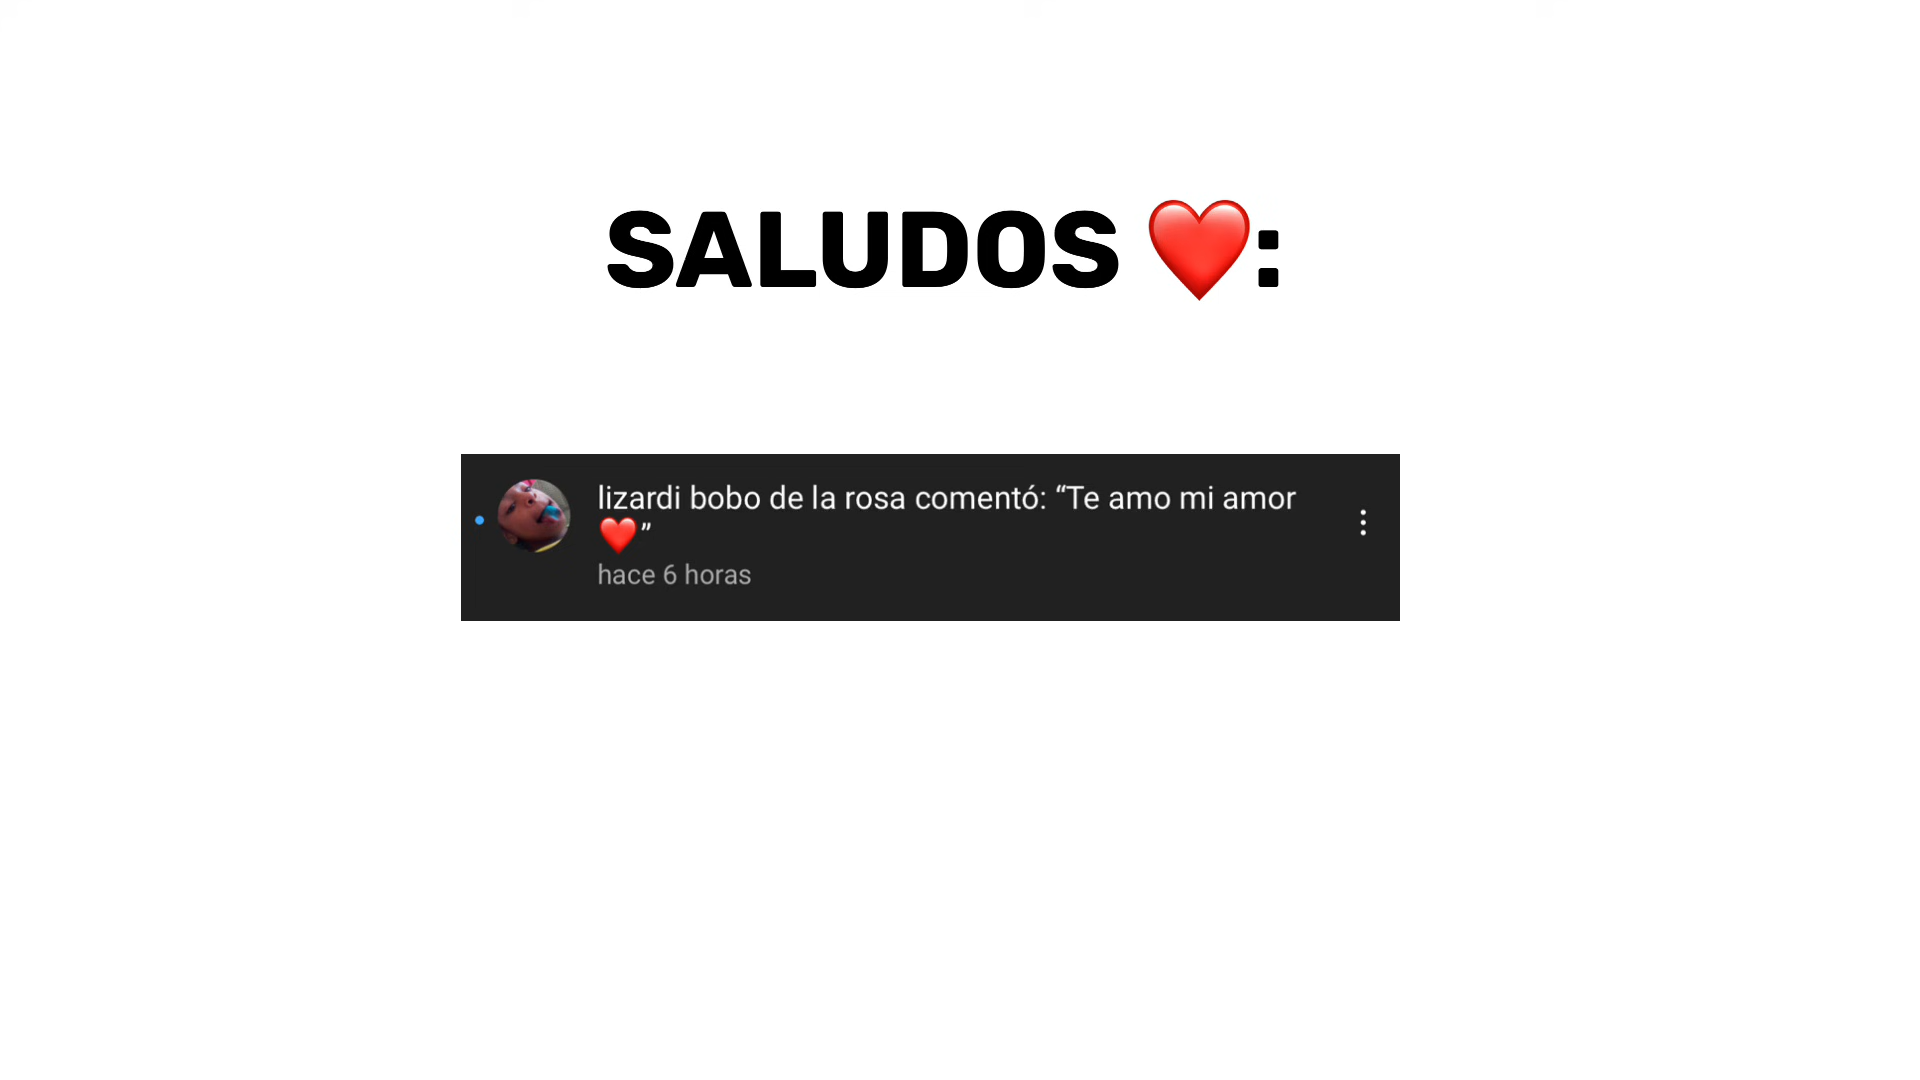 SALUDOS ❤️:
lizardi bobo de la rosa comentó: “Te amo mi amor
❤️”
hace 6 horas